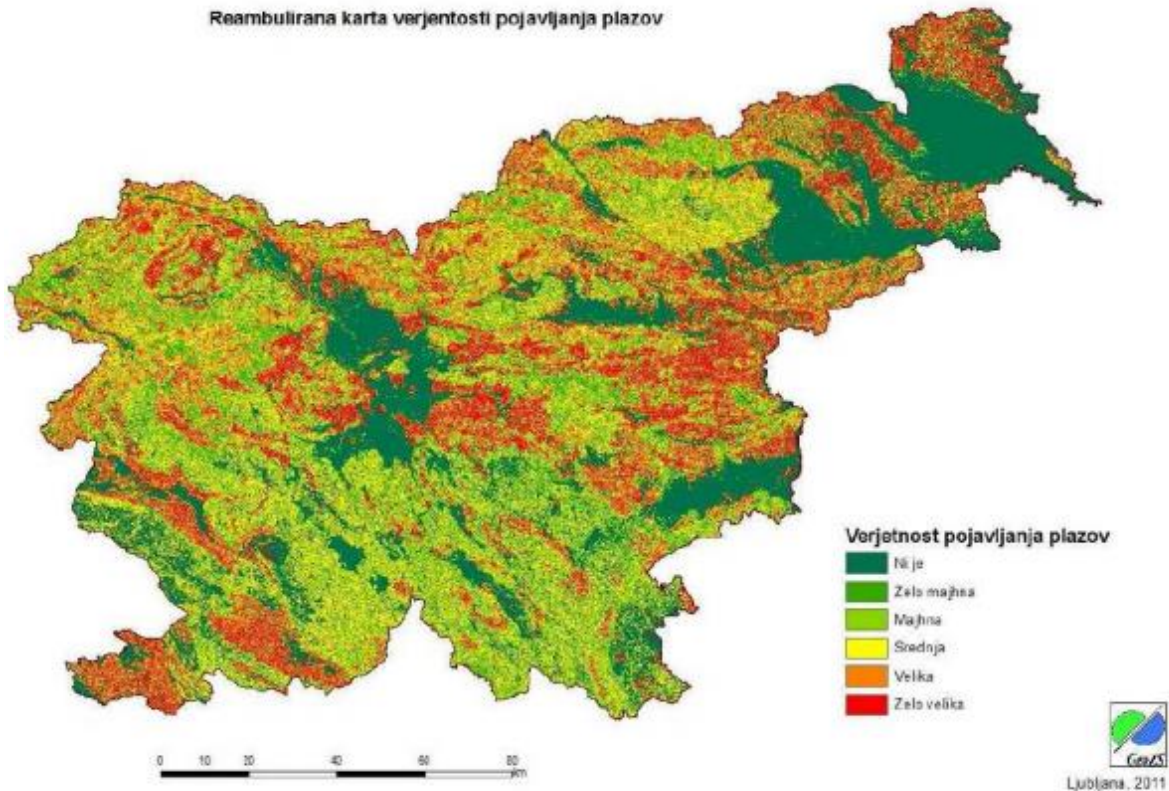 Reambulirana karta verjentosti pojavljanja plazov
Verjetnost pojavljanja plazov
Ni je
Zelo majhna
Majhna
Srednja
Velika
Zelo velika
0 10 20 40 60 80
km
GeoZS
Ljubljana, 2011